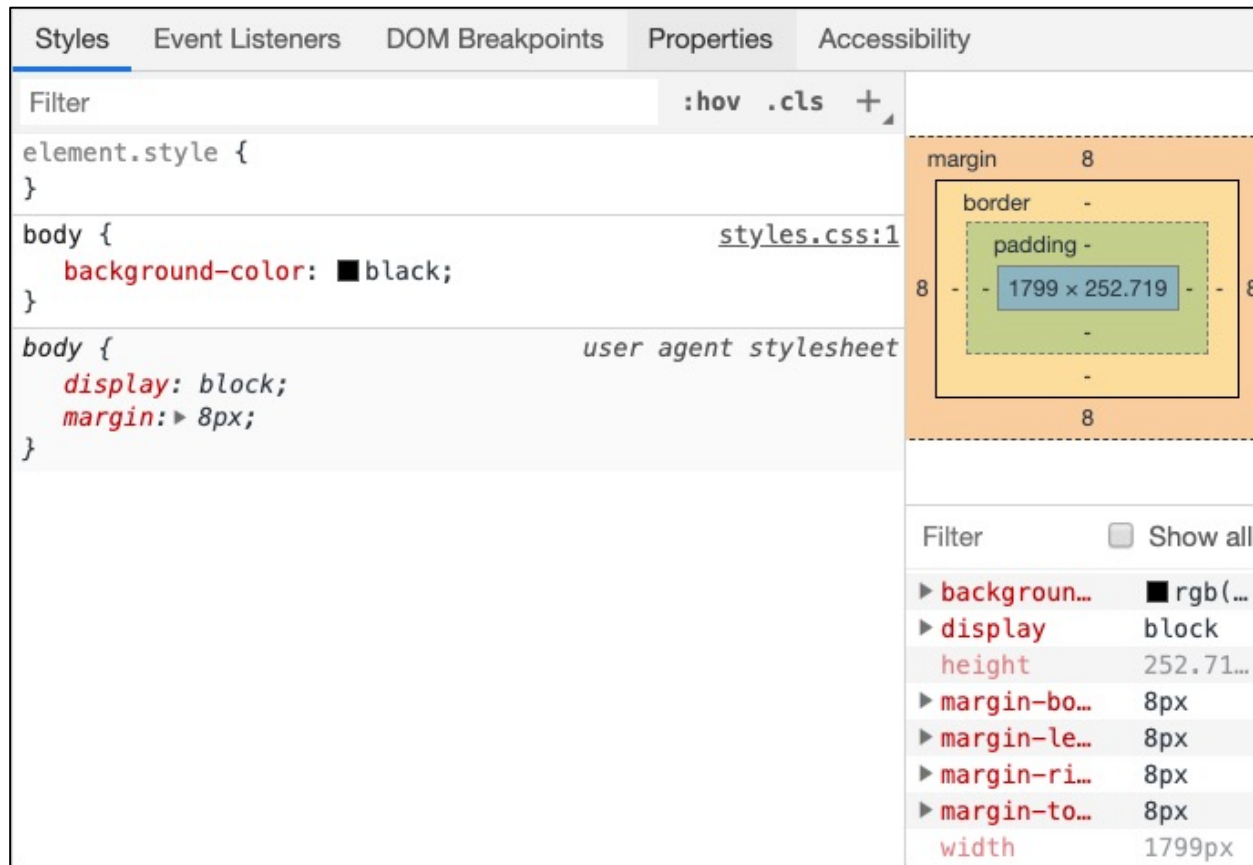 Styles Event Listeners DOM Breakpoints Properties Accessibility
Filter :hov .cls +
element.style {
}
body { styles.css:1
background-color: black;
}
body { user agent stylesheet
display: block;
margin: 8px;
}
margin 8
border -
padding -
8 - - 1799 × 252.719 - - 8
-
-
8
Filter Show all
backgroun… rgb(…
display block
height 252.71…
margin-bo… 8px
margin-le… 8px
margin-ri… 8px
margin-to… 8px
width 1799px